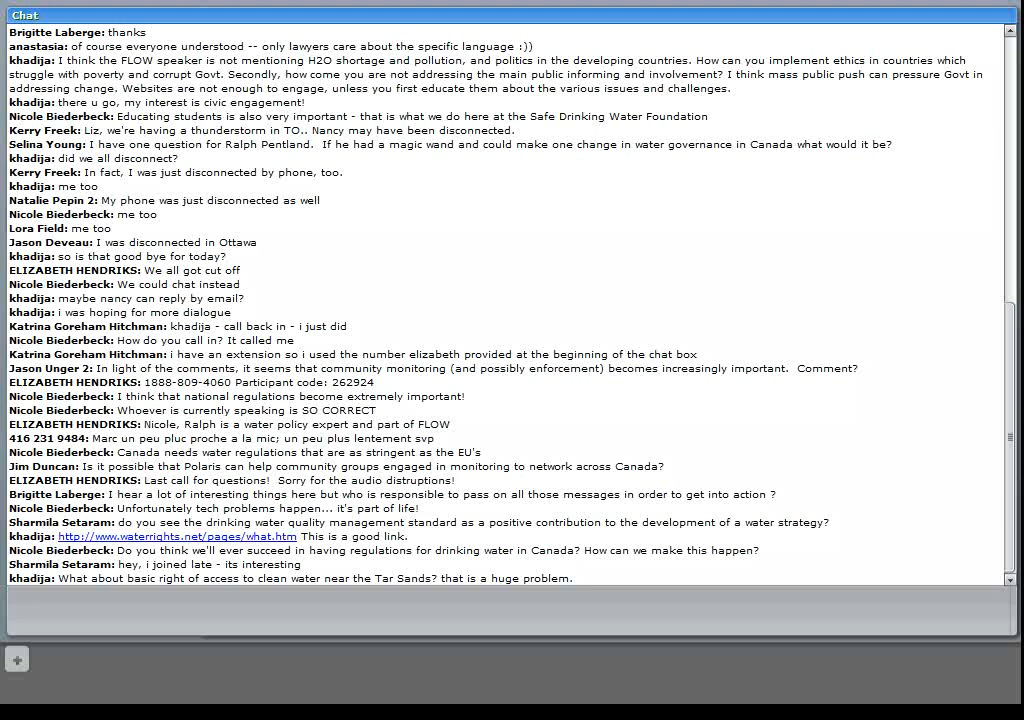 Chat
Brigitte Laberge: thanks
anastasia: of course everyone understood -- only lawyers care about the specific language :))
khadija: I think the FLOW speaker is not mentioning H2O shortage and pollution, and politics in the developing countries. How can you implement ethics in countries which
struggle with poverty and corrupt Govt. Secondly, how come you are not addressing the main public informing and involvement? I think mass public push can pressure Govt in
addressing change. Websites are not enough to engage, unless you first educate them about the various issues and challenges.
khadija: there u go, my interest is civic engagement!
Nicole Biederbeck: Educating students is also very important - that is what we do here at the Safe Drinking Water Foundation
Kerry Freek: Liz, we're having a thunderstorm in TO.. Nancy may have been disconnected.
Selina Young: I have one question for Ralph Pentland.  If he had a magic wand and could make one change in water governance in Canada what would it be?
khadija: did we all disconnect?
Kerry Freek: In fact, I was just disconnected by phone, too.
khadija: me too
Natalie Pepin 2: My phone was just disconnected as well
Nicole Biederbeck: me too
Lora Field: me too
Jason Deveau: I was disconnected in Ottawa
khadija: so is that good bye for today?
ELIZABETH HENDRIKS: We all got cut off
Nicole Biederbeck: We could chat instead
khadija: maybe nancy can reply by email?
khadija: i was hoping for more dialogue
Katrina Goreham Hitchman: khadija - call back in - i just did
Nicole Biederbeck: How do you call in? It called me
Katrina Goreham Hitchman: i have an extension so i used the number elizabeth provided at the beginning of the chat box
Jason Unger 2: In light of the comments, it seems that community monitoring (and possibly enforcement) becomes increasingly important.  Comment?
ELIZABETH HENDRIKS: 1888-809-4060 Participant code: 262924
Nicole Biederbeck: I think that national regulations become extremely important!
Nicole Biederbeck: Whoever is currently speaking is SO CORRECT
ELIZABETH HENDRIKS: Nicole, Ralph is a water policy expert and part of FLOW
416 231 9484: Marc un peu pluc proche a la mic; un peu plus lentement svp
Nicole Biederbeck: Canada needs water regulations that are as stringent as the EU's
Jim Duncan: Is it possible that Polaris can help community groups engaged in monitoring to network across Canada?
ELIZABETH HENDRIKS: Last call for questions!  Sorry for the audio distruptions!
Brigitte Laberge: I hear a lot of interesting things here but who is responsible to pass on all those messages in order to get into action ?
Nicole Biederbeck: Unfortunately tech problems happen... it's part of life!
Sharmila Setaram: do you see the drinking water quality management standard as a positive contribution to the development of a water strategy?
khadija: http://www.waterrights.net/pages/what.htm This is a good link.
Nicole Biederbeck: Do you think we'll ever succeed in having regulations for drinking water in Canada? How can we make this happen?
Sharmila Setaram: hey, i joined late - its interesting
khadija: What about basic right of access to clean water near the Tar Sands? that is a huge problem.